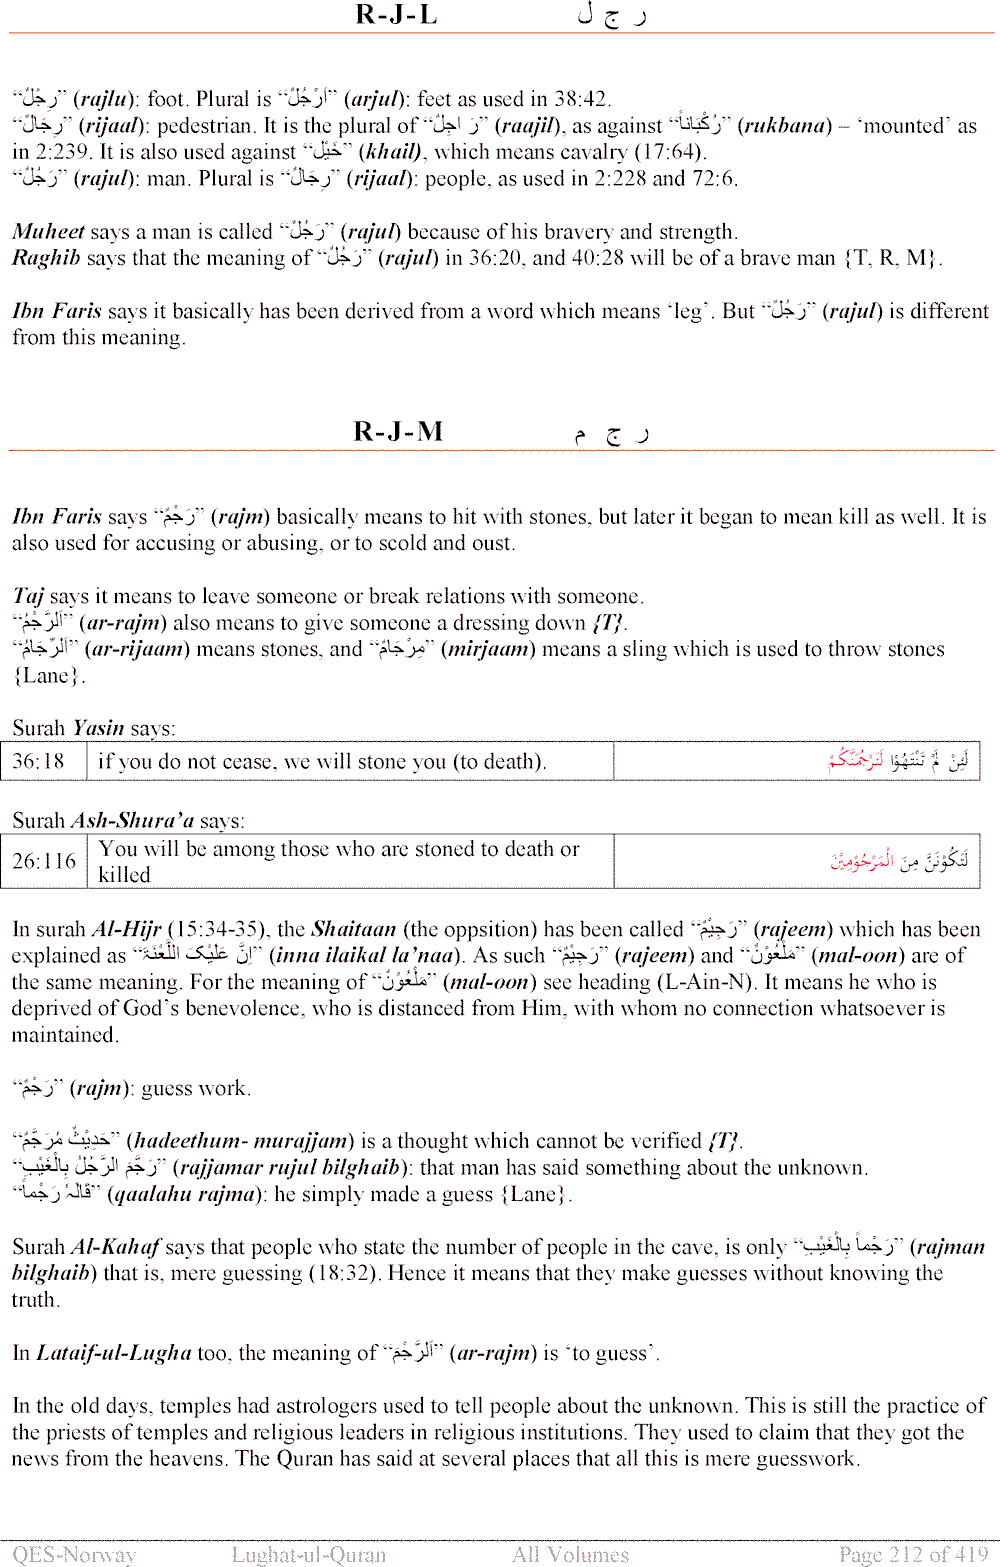 R-J-L ر ج ل
“رِجْلٌ” (rajlu): foot. Plural is “اَرْجُلٌ” (arjul): feet as used in 38:42.
“رِجَالٌ” (rijaal): pedestrian. It is the plural of “رَ اجِلٌ” (raajil), as against “رُكْبَاناً” (rukbana) – ‘mounted’ as
in 2:239. It is also used against “خَيْلٌ” (khail), which means cavalry (17:64).
“رَجُلٌ” (rajul): man. Plural is “رِجَالٌ” (rijaal): people, as used in 2:228 and 72:6.
Muheet says a man is called “رَجُلٌ” (rajul) because of his bravery and strength.
Raghib says that the meaning of “رَجُلٌ” (rajul) in 36:20, and 40:28 will be of a brave man {T, R, M}.
Ibn Faris says it basically has been derived from a word which means ‘leg’. But “رَجُلٌ” (rajul) is different
from this meaning.
R-J-M ر ج م
Ibn Faris says “رَجْمٌ” (rajm) basically means to hit with stones, but later it began to mean kill as well. It is
also used for accusing or abusing, or to scold and oust.
Taj says it means to leave someone or break relations with someone.
“اَلرَّجْمُ” (ar-rajm) also means to give someone a dressing down {T}.
“اَلرِّجَامُ” (ar-rijaam) means stones, and “مِرْجَامٌ” (mirjaam) means a sling which is used to throw stones
{Lane}.
Surah Yasin says:
36:18 if you do not cease, we will stone you (to death). لَئِنْ لَّمْ تَنْتَهُوْا لَنَرْجُمَنَّكُمْ
Surah Ash-Shura’a says:
26:116 You will be among those who are stoned to death or
killed لَتَكُوْنَنَّ مِنَ الْمَرْجُوْمِيْنَ
In surah Al-Hijr (15:34-35), the Shaitaan (the oppsition) has been called “رَجِيْمٌ” (rajeem) which has been
explained as “اِنَّ عَلَيْکَ اللَّعْنَۃَ” (inna ilaikal la’naa). As such “رَجِيْمٌ” (rajeem) and “مَلْعُوْنٌ” (mal-oon) are of
the same meaning. For the meaning of “مَلْعُوْنٌ” (mal-oon) see heading (L-Ain-N). It means he who is
deprived of God’s benevolence, who is distanced from Him, with whom no connection whatsoever is
maintained.
“رَجْمٌ” (rajm): guess work.
“حَدِيْثٌ مُرَجَّمٌ” (hadeethum- murajjam) is a thought which cannot be verified {T}.
“رَجَّمَ الرَّجُلُ بِالْغَيْبِ” (rajjamar rujul bilghaib): that man has said something about the unknown.
“قَالَہُ رَجْماً” (qaalahu rajma): he simply made a guess {Lane}.
Surah Al-Kahaf says that people who state the number of people in the cave, is only “رَجْماً بِالْغَيْبِ” (rajman
bilghaib) that is, mere guessing (18:32). Hence it means that they make guesses without knowing the
truth.
In Lataif-ul-Lugha too, the meaning of “اَلرَّجْمَ” (ar-rajm) is ‘to guess’.
In the old days, temples had astrologers used to tell people about the unknown. This is still the practice of
the priests of temples and religious leaders in religious institutions. They used to claim that they got the
news from the heavens. The Quran has said at several places that all this is mere guesswork.
QES-Norway Lughat-ul-Quran All Volumes Page 212 of 419